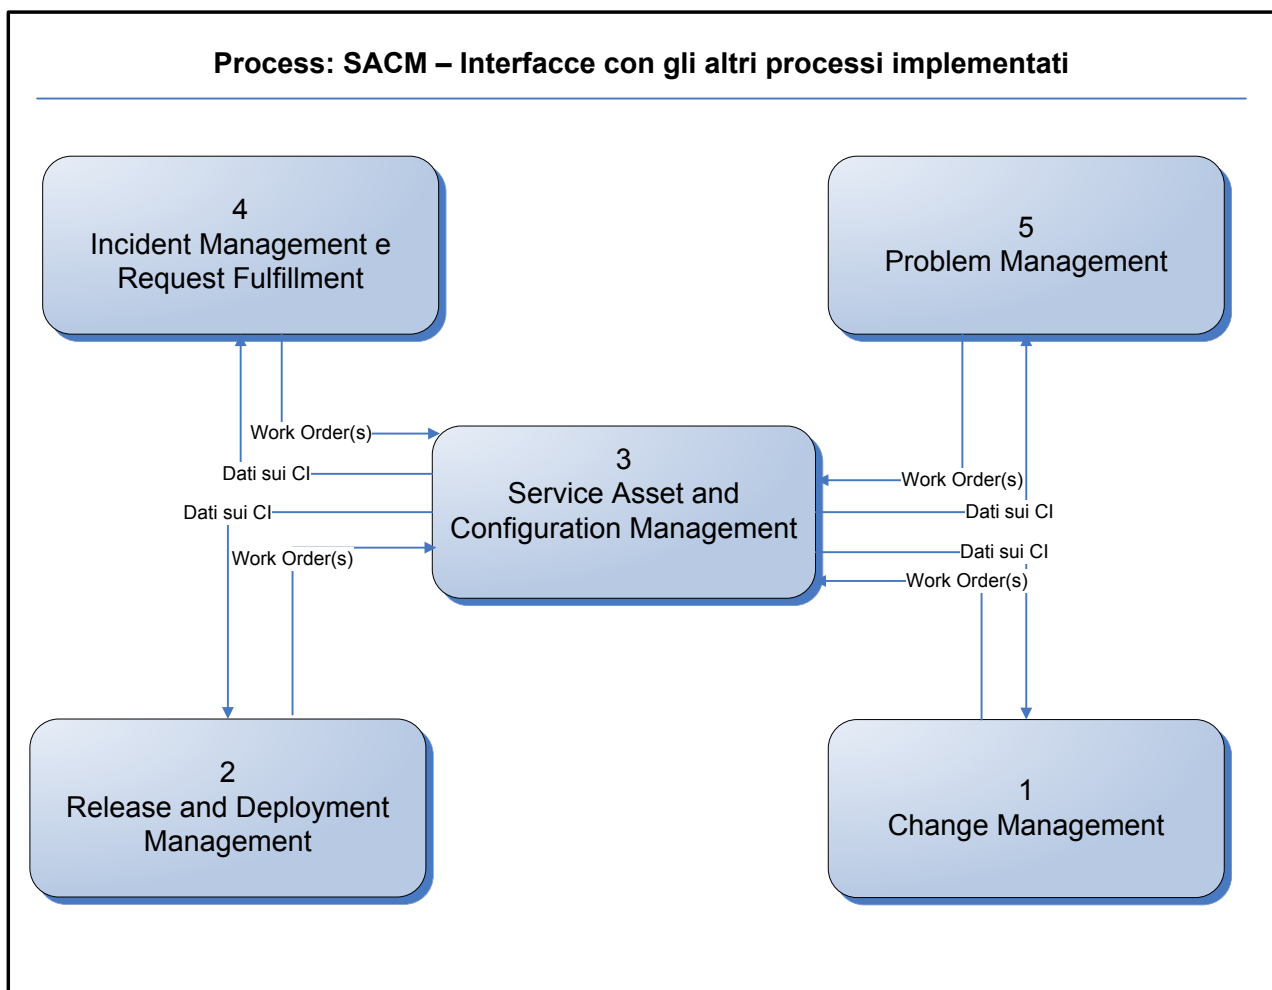 Process: SACM – Interfacce con gli altri processi implementati
4
Incident Management e
Request Fulfillment
5
Problem Management
Work Order(s)
Dati sui CI
Dati sui CI
Work Order(s)
3
Service Asset and
Configuration Management
Work Order(s)
Dati sui CI
Dati sui CI
Work Order(s)
2
Release and Deployment
Management
1
Change Management